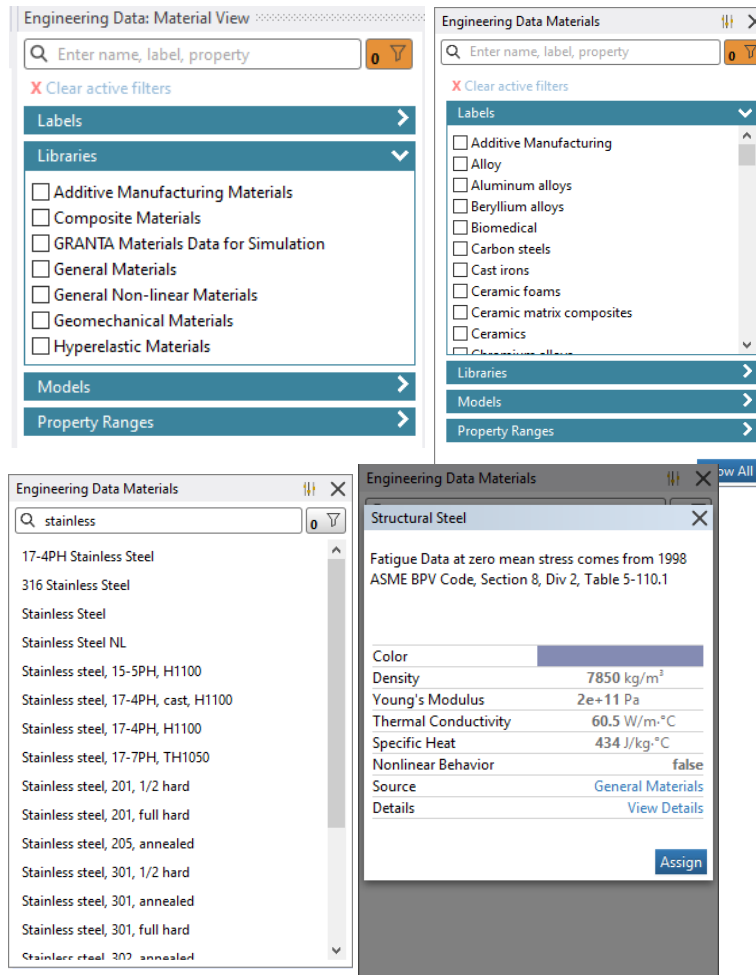 Engineering Data: Material View
Enter name, label, property
0
X Clear active filters
Labels
Libraries
Additive Manufacturing Materials
Composite Materials
GRANTA Materials Data for Simulation
General Materials
General Non-linear Materials
Geomechanical Materials
Hyperelastic Materials
Models
Property Ranges
Engineering Data Materials
Enter name, label, property
0
X Clear active filters
Labels
Additive Manufacturing
Alloy
Aluminum alloys
Beryllium alloys
Biomedical
Carbon steels
Cast irons
Ceramic foams
Ceramic matrix composites
Ceramics
Chromium alloys
Libraries
Models
Property Ranges
ow All
Engineering Data Materials
stainless
0
17-4PH Stainless Steel
316 Stainless Steel
Stainless Steel
Stainless Steel NL
Stainless steel, 15-5PH, H1100
Stainless steel, 17-4PH, cast, H1100
Stainless steel, 17-4PH, H1100
Stainless steel, 17-7PH, TH1050
Stainless steel, 201, 1/2 hard
Stainless steel, 201, full hard
Stainless steel, 205, annealed
Stainless steel, 301, 1/2 hard
Stainless steel, 301, annealed
Stainless steel, 301, full hard
Stainless steel, 302, annealed
Engineering Data Materials
Structural Steel
Fatigue Data at zero mean stress comes from 1998
ASME BPV Code, Section 8, Div 2, Table 5-110.1
Color
Density 7850 kg/m³
Young's Modulus 2e+11 Pa
Thermal Conductivity 60.5 W/m·°C
Specific Heat 434 J/kg·°C
Nonlinear Behavior false
Source General Materials
Details View Details
Assign